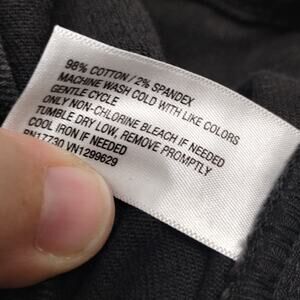 98% COTTON / 2% SPANDEX
MACHINE WASH COLD WITH LIKE COLORS
GENTLE CYCLE
ONLY NON-CHLORINE BLEACH IF NEEDED
TUMBLE DRY LOW, REMOVE PROMPTLY
COOL IRON IF NEEDED
RN17730 VN1299629